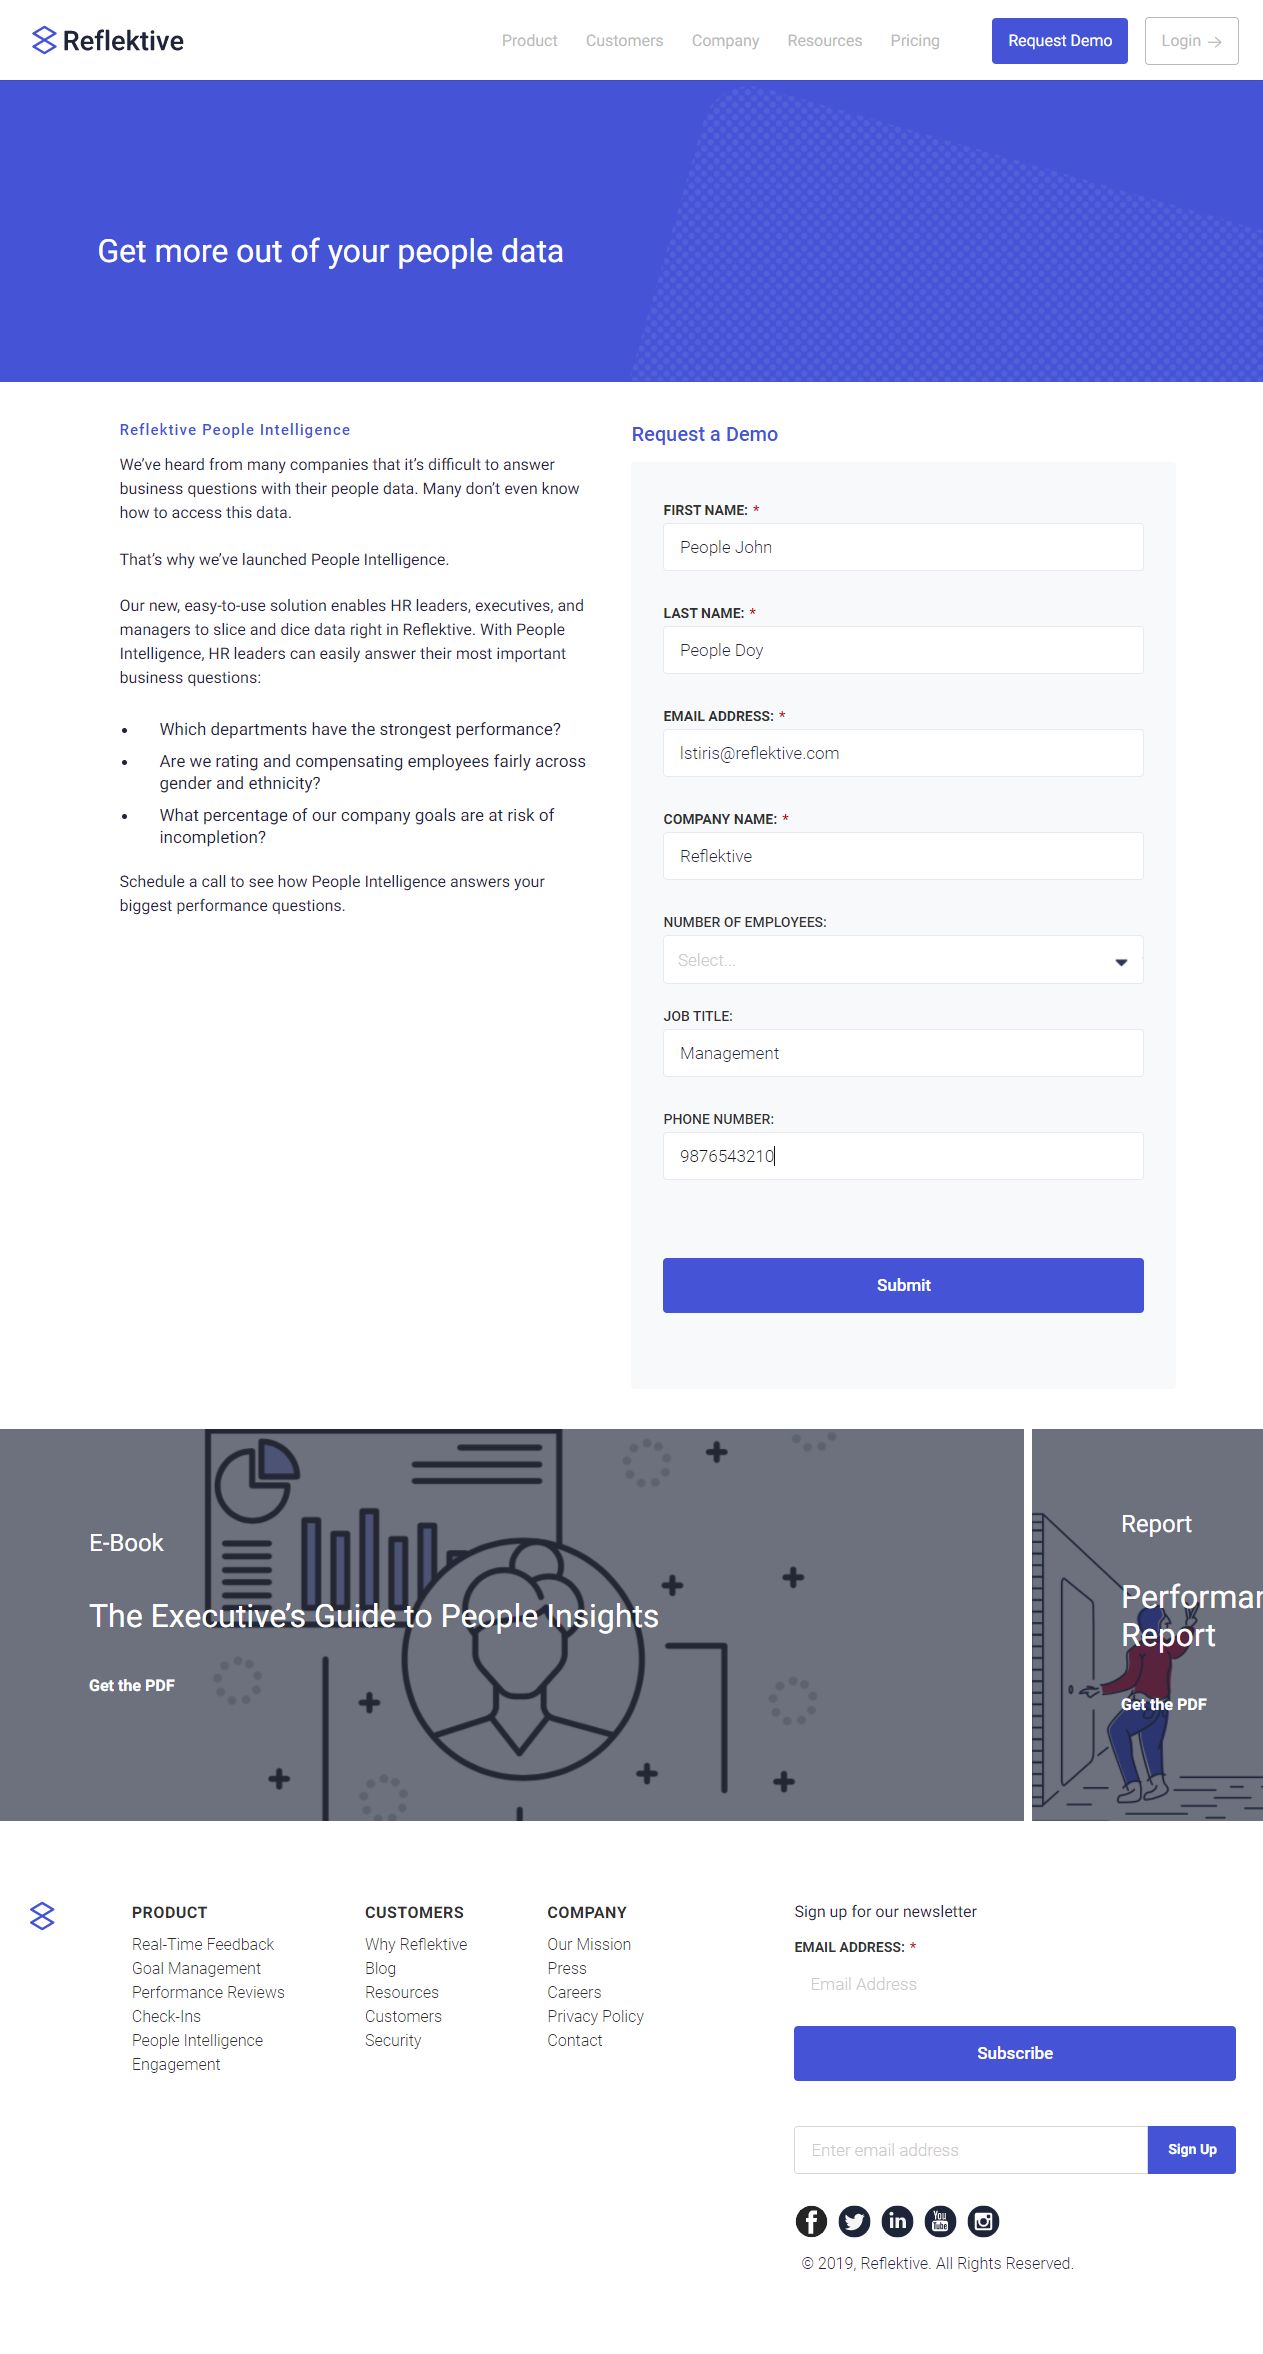 Reflektive
Product Customers Company Resources Pricing Request Demo Login →
Get more out of your people data
Reflektive People Intelligence
We’ve heard from many companies that it’s difficult to answer
business questions with their people data. Many don’t even know
how to access this data.
That’s why we’ve launched People Intelligence.
Our new, easy-to-use solution enables HR leaders, executives, and
managers to slice and dice data right in Reflektive. With People
Intelligence, HR leaders can easily answer their most important
business questions:
• Which departments have the strongest performance?
• Are we rating and compensating employees fairly across
gender and ethnicity?
• What percentage of our company goals are at risk of
incompletion?
Schedule a call to see how People Intelligence answers your
biggest performance questions.
Request a Demo
FIRST NAME: *
People John
LAST NAME: *
People Doy
EMAIL ADDRESS: *
lstiris@reflektive.com
COMPANY NAME: *
Reflektive
NUMBER OF EMPLOYEES:
Select...
JOB TITLE:
Management
PHONE NUMBER:
9876543210
Submit
E-Book
The Executive’s Guide to People Insights
Get the PDF
Report
Performan
Report
Get the PDF
PRODUCT
Real-Time Feedback
Goal Management
Performance Reviews
Check-Ins
People Intelligence
Engagement
CUSTOMERS
Why Reflektive
Blog
Resources
Customers
Security
COMPANY
Our Mission
Press
Careers
Privacy Policy
Contact
Sign up for our newsletter
EMAIL ADDRESS: *
Email Address
Subscribe
Enter email address
Sign Up
You
Tube
© 2019, Reflektive. All Rights Reserved.